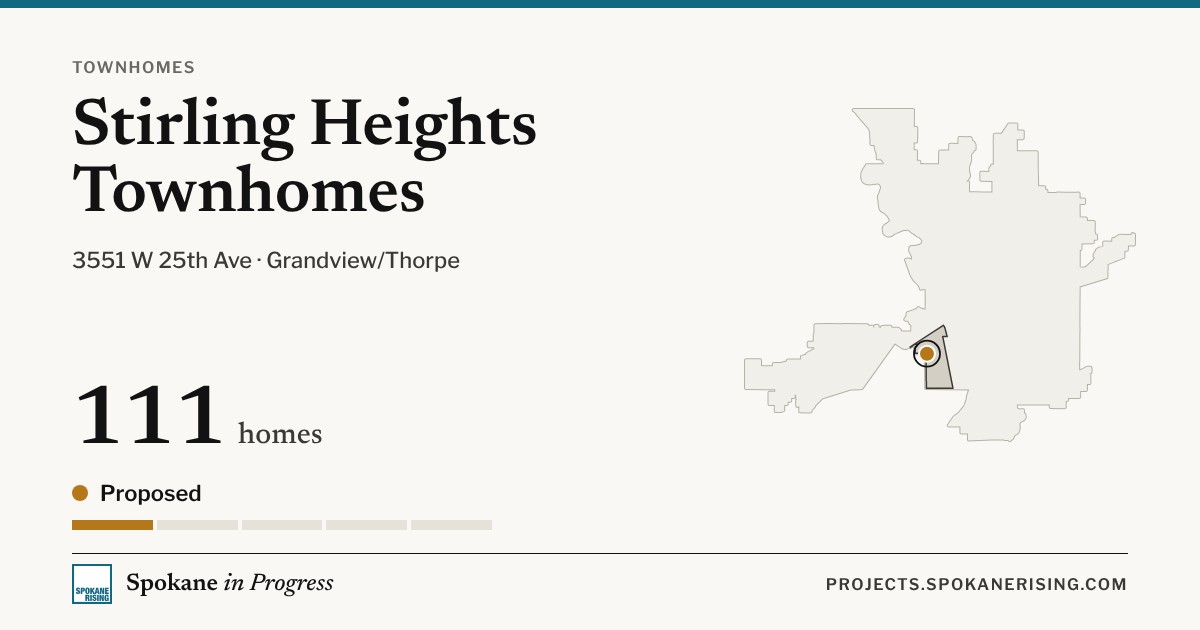 TOWNHOMES
Stirling Heights
Townhomes
3551 W 25th Ave · Grandview/Thorpe
111 homes
Proposed
SPOKANE
RISING
Spokane in Progress
PROJECTS.SPOKANERISING.COM